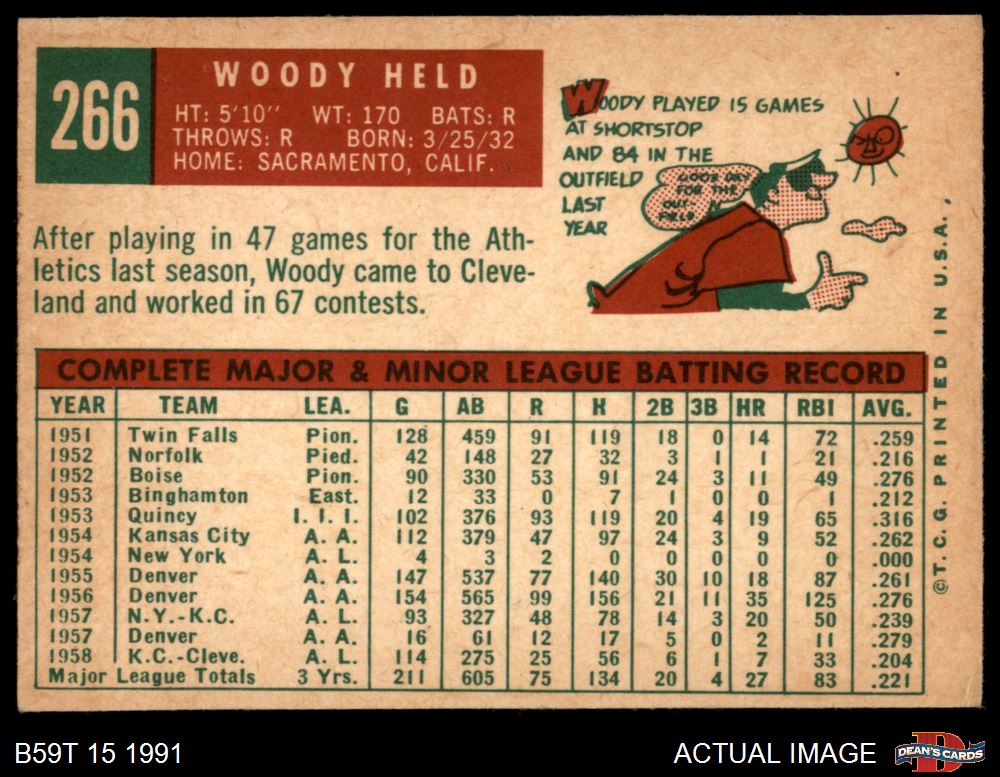 266
WOODY HELD
HT: 5'10" WT: 170 BATS: R
THROWS: R BORN: 3/25/32
HOME: SACRAMENTO, CALIF.
WOODY PLAYED 15 GAMES
AT SHORTSTOP
AND 84 IN THE
OUTFIELD
LAST
YEAR
GOOD DAY
FOR THE
OUT-
FIELD
After playing in 47 games for the Ath-
letics last season, Woody came to Cleve-
land and worked in 67 contests.
COMPLETE MAJOR & MINOR LEAGUE BATTING RECORD
YEAR TEAM LEA. G AB R H 2B 3B HR RBI AVG.
1951 Twin Falls Pion. 128 459 91 119 18 0 14 72 .259
1952 Norfolk Pied. 42 148 27 32 3 1 1 21 .216
1952 Boise Pion. 90 330 53 91 24 3 11 49 .276
1953 Binghamton East. 12 33 0 7 1 0 0 1 .212
1953 Quincy I. I. I. 102 376 93 119 20 4 19 65 .316
1954 Kansas City A. A. 112 379 47 97 24 3 9 52 .262
1954 New York A. L. 4 3 2 0 0 0 0 0 .000
1955 Denver A. A. 147 537 77 140 30 10 18 87 .261
1956 Denver A. A. 154 565 99 156 21 11 35 125 .276
1957 N.Y.-K.C. A. L. 93 327 48 78 14 3 20 50 .239
1957 Denver A. A. 16 61 12 17 5 0 2 11 .279
1958 K.C.-Cleve. A. L. 114 275 25 56 6 1 7 33 .204
Major League Totals 3 Yrs. 211 605 75 134 20 4 27 83 .221
©T.C.G. PRINTED IN U.S.A.
B59T 15 1991
ACTUAL IMAGE
DEAN'S CARDS